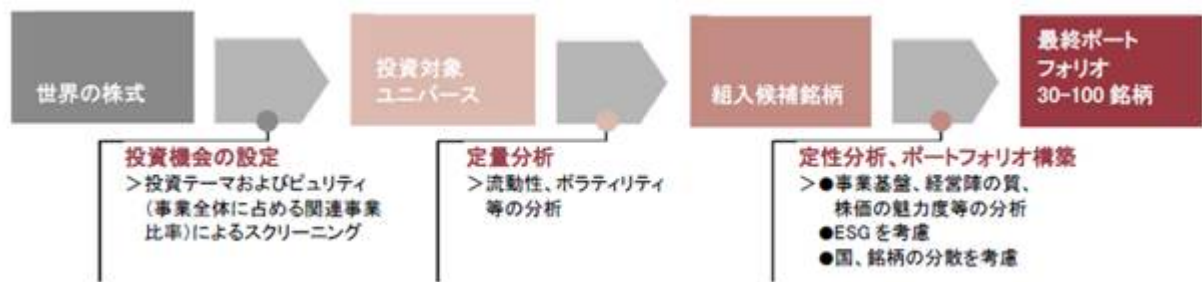 世界の株式
投資対象
ユニバース
組入候補銘柄
最終ポート
フォリオ
30-100 銘柄
投資機会の設定
＞投資テーマおよびピュリティ
（事業全体に占める関連事業
比率）によるスクリーニング
定量分析
＞流動性、ボラティリティ
等の分析
定性分析、ポートフォリオ構築
＞●事業基盤、経営陣の質、
株価の魅力度等の分析
●ESG を考慮
●国、銘柄の分散を考慮